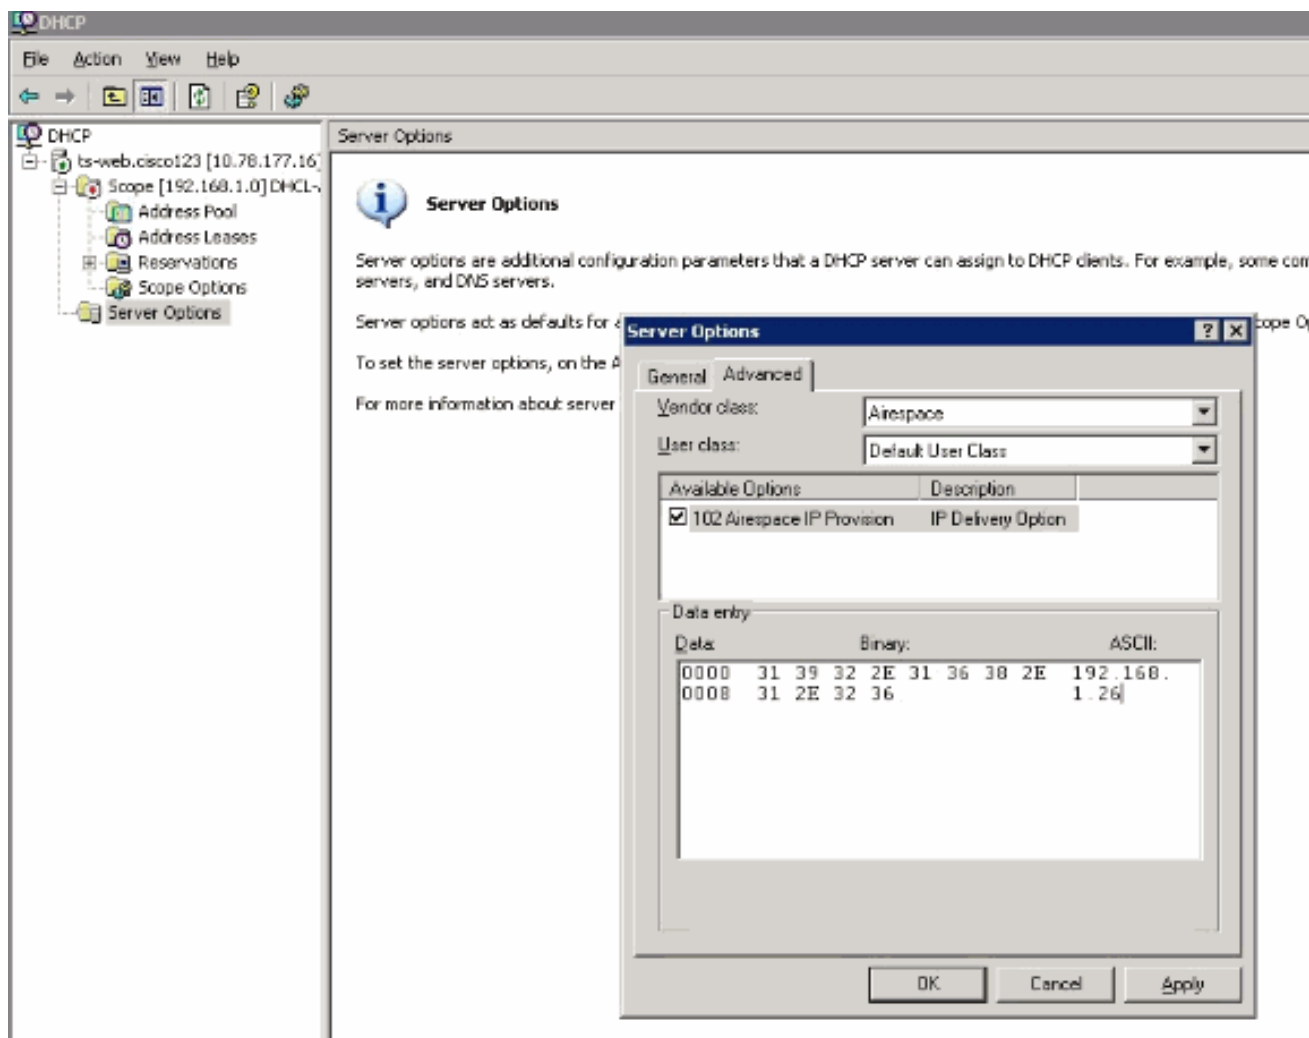 DHCP
File Action View Help
DHCP
ts-web.cisco123 [10.78.177.16]
Scope [192.168.1.0] DHCL-
Address Pool
Address Leases
Reservations
Scope Options
Server Options
Server Options
Server Options
Server options are additional configuration parameters that a DHCP server can assign to DHCP clients. For example, some com
servers, and DNS servers.
Server options act as defaults for
cope O
To set the server options, on the A
For more information about server
Server Options
General Advanced
Vendor class: Airespace
User class: Default User Class
Available Options Description
102 Airespace IP Provision IP Delivery Option
Data entry
Data: Binary: ASCII:
0000 31 39 32 2E 31 36 38 2E 192.168.
0008 31 2E 32 36 1.26
OK Cancel Apply